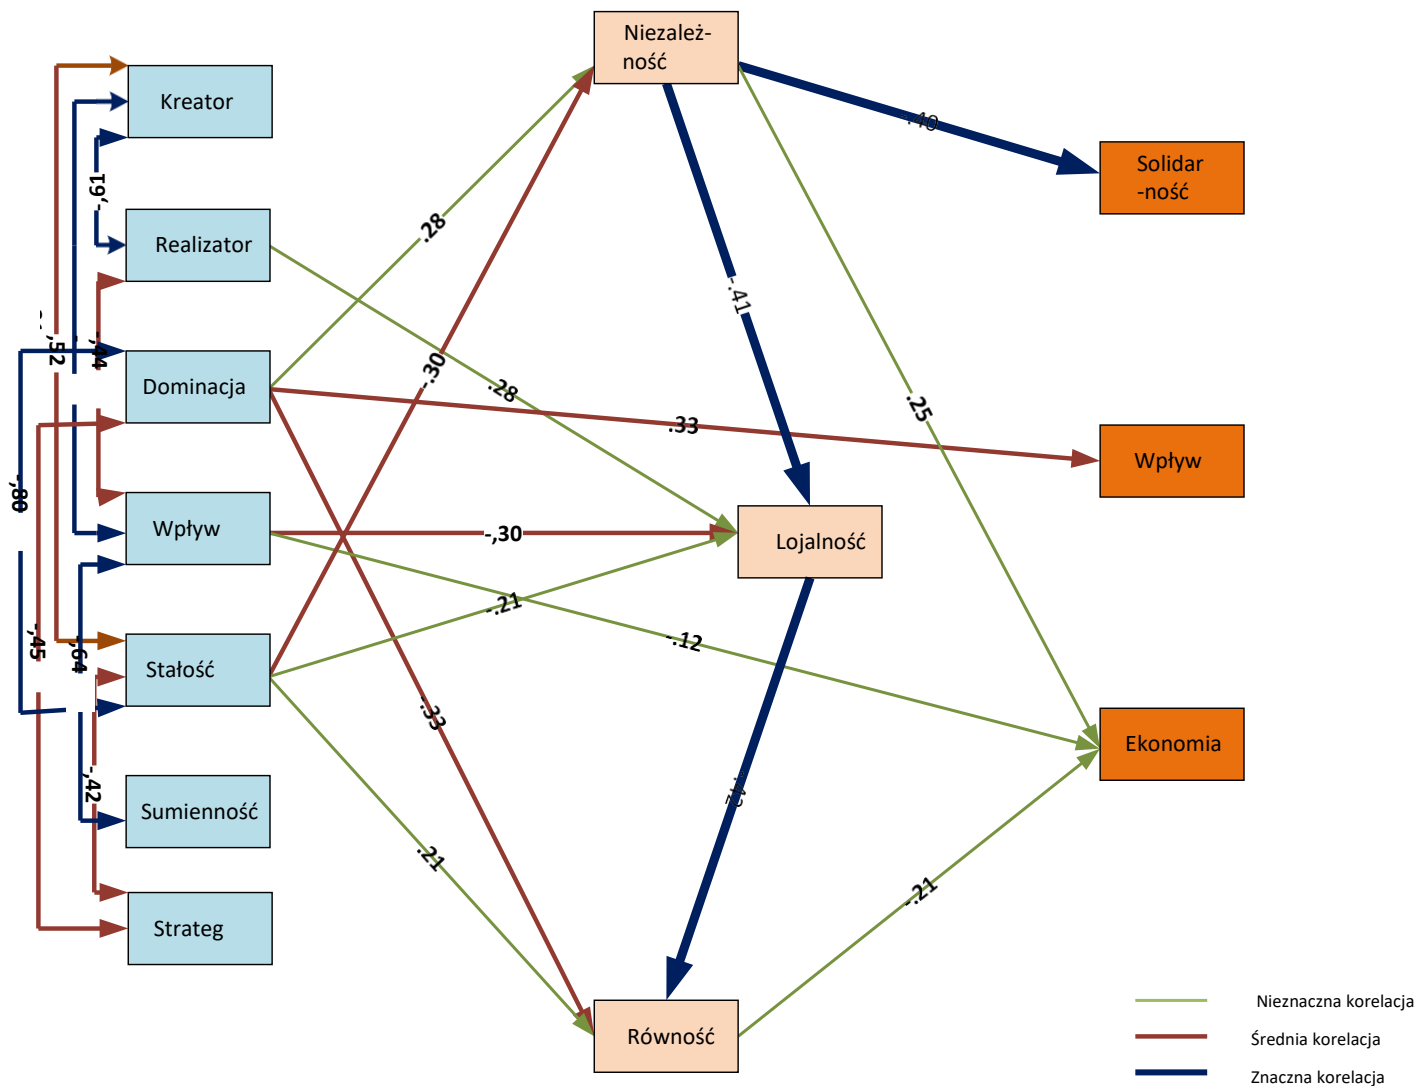 Niezależ-
ność
Kreator
-.40
Solidar
-ność
-,61
Realizator
.28
-.41
-,52
-,44
-.30
Dominacja
.28
.25
.33
Wpływ
-,80
Wpływ
-,30
Lojalność
-.21
-,45
-,64
-.12
Stałość
-.33
Ekonomia
-,42
Sumienność
.21
-.21
Strateg
Równość
Nieznaczna korelacja
Średnia korelacja
Znaczna korelacja